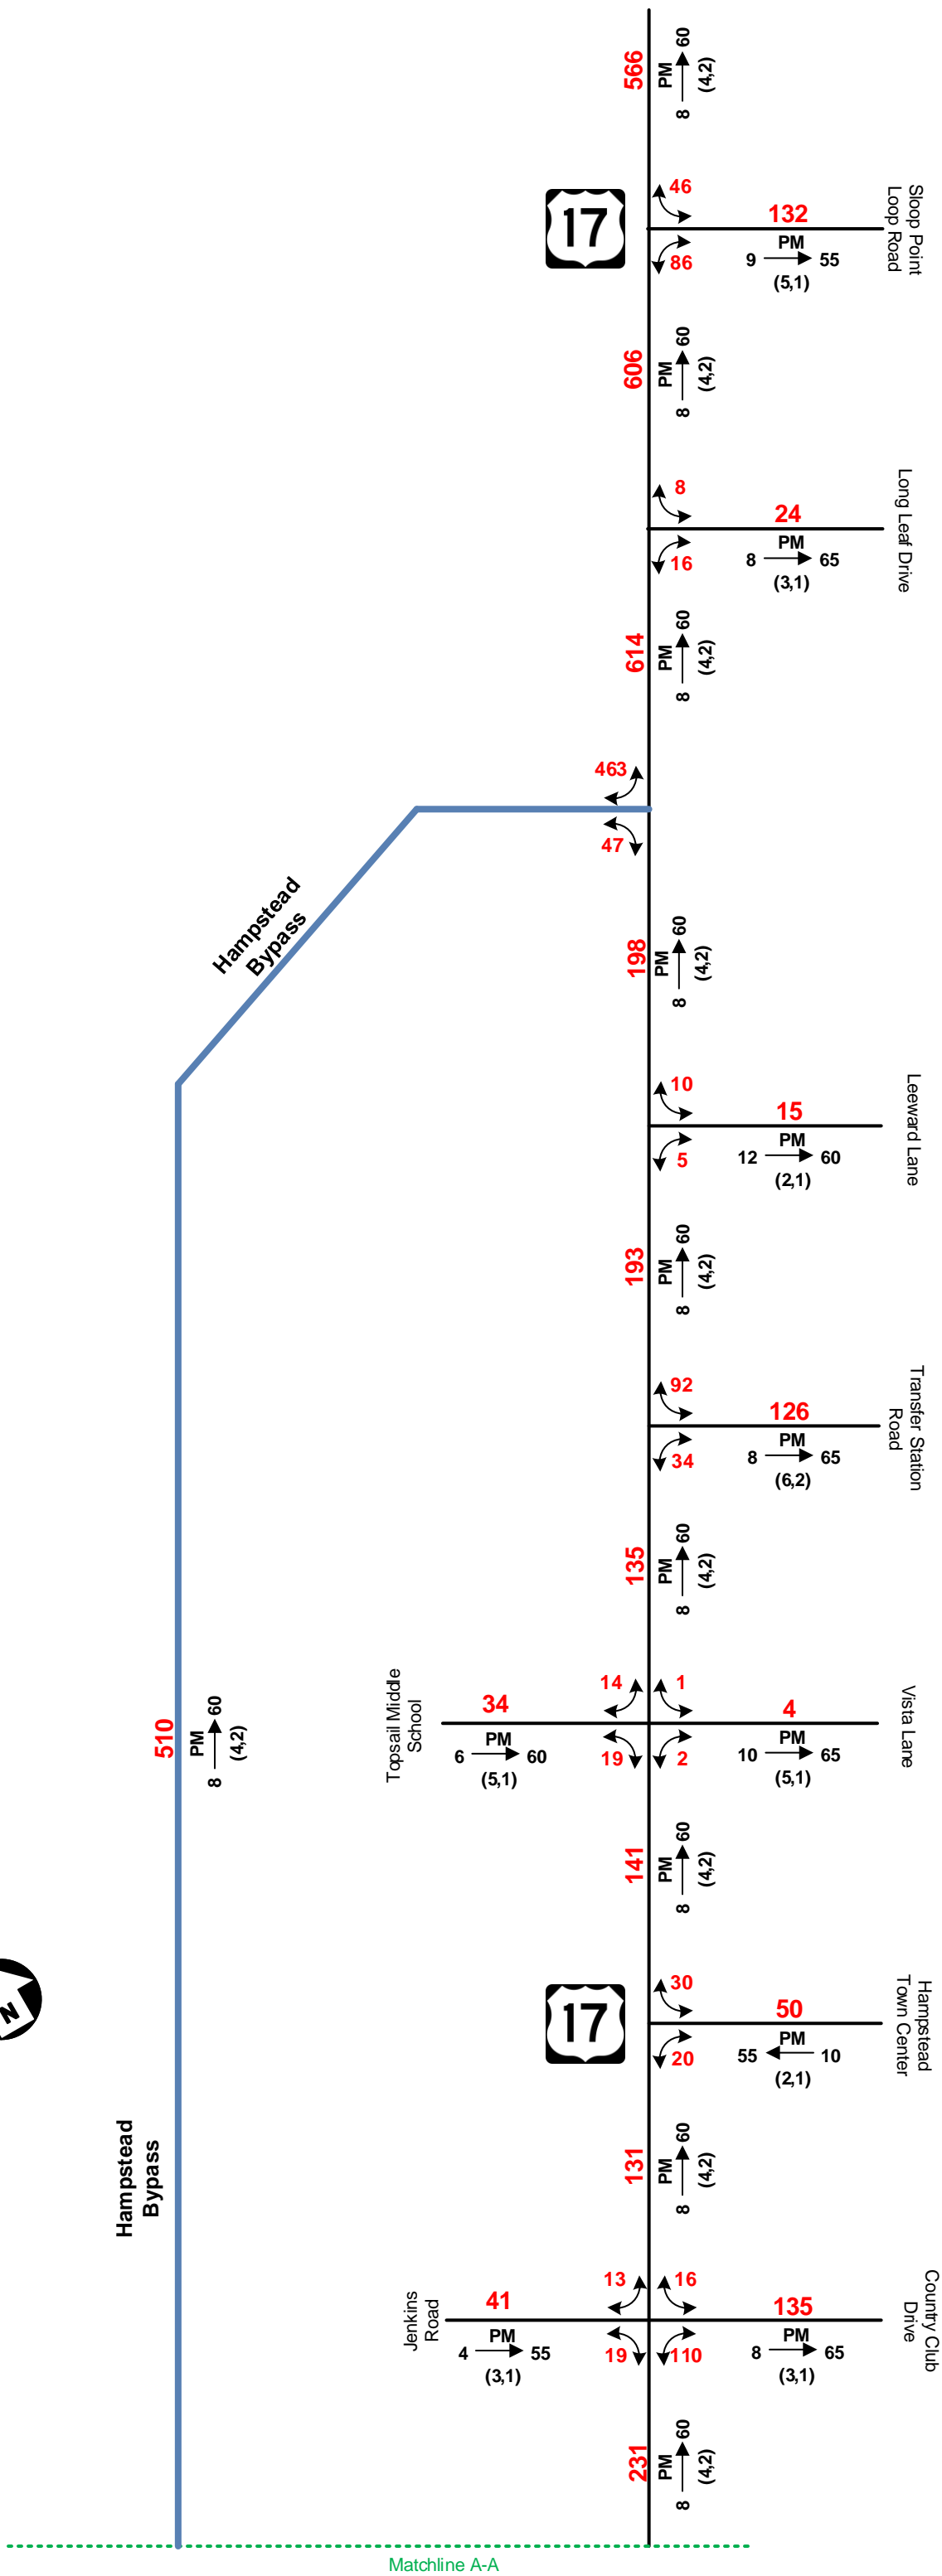 566
PM
8 60
(4,2)
Sloop Point
Loop Road
46
132
86
PM
9 55
(5,1)
17
606
PM
8 60
(4,2)
Long Leaf Drive
8
24
16
PM
8 65
(3,1)
614
PM
8 60
(4,2)
463
47
Hampstead
Bypass
198
PM
8 60
(4,2)
Leeward Lane
10
15
5
PM
12 60
(2,1)
193
PM
8 60
(4,2)
Transfer Station
Road
92
126
34
PM
8 65
(6,2)
135
PM
8 60
(4,2)
Topsail Middle
School
34
PM
6 60
(5,1)
14
1
19
2
Vista Lane
4
PM
10 65
(5,1)
510
PM
8 60
(4,2)
141
PM
8 60
(4,2)
N
17
Hampstead
Town Center
30
50
20
PM
55 10
(2,1)
Hampstead
Bypass
131
PM
8 60
(4,2)
Jenkins
Road
41
PM
4 55
(3,1)
13
16
19
110
Country Club
Drive
135
PM
8 65
(3,1)
231
PM
8 60
(4,2)
Matchline A-A